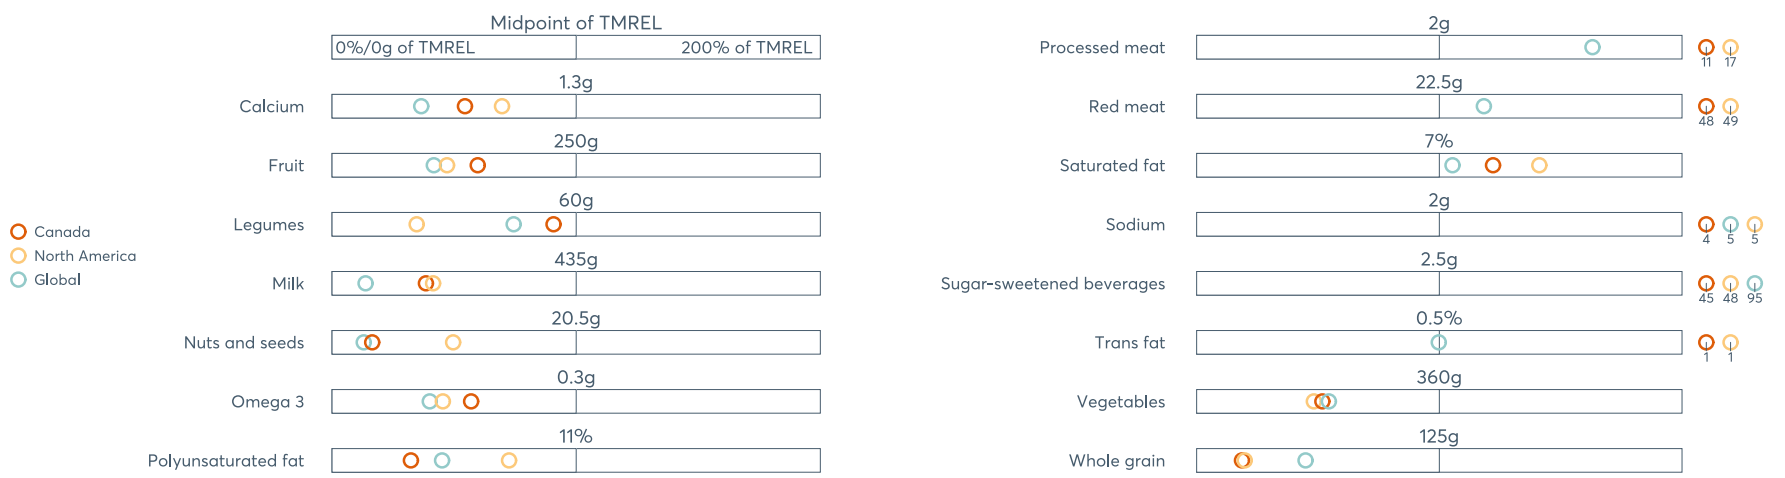 Midpoint of TMREL
0%/0g of TMREL 200% of TMREL
1.3g
Calcium
250g
Fruit
60g
Legumes
435g
Milk
20.5g
Nuts and seeds
0.3g
Omega 3
11%
Polyunsaturated fat
Canada
North America
Global
2g
Processed meat
11 17
22.5g
Red meat
48 49
7%
Saturated fat
2g
Sodium
4 5 5
2.5g
Sugar-sweetened beverages
45 48 95
0.5%
Trans fat
1 1
360g
Vegetables
125g
Whole grain